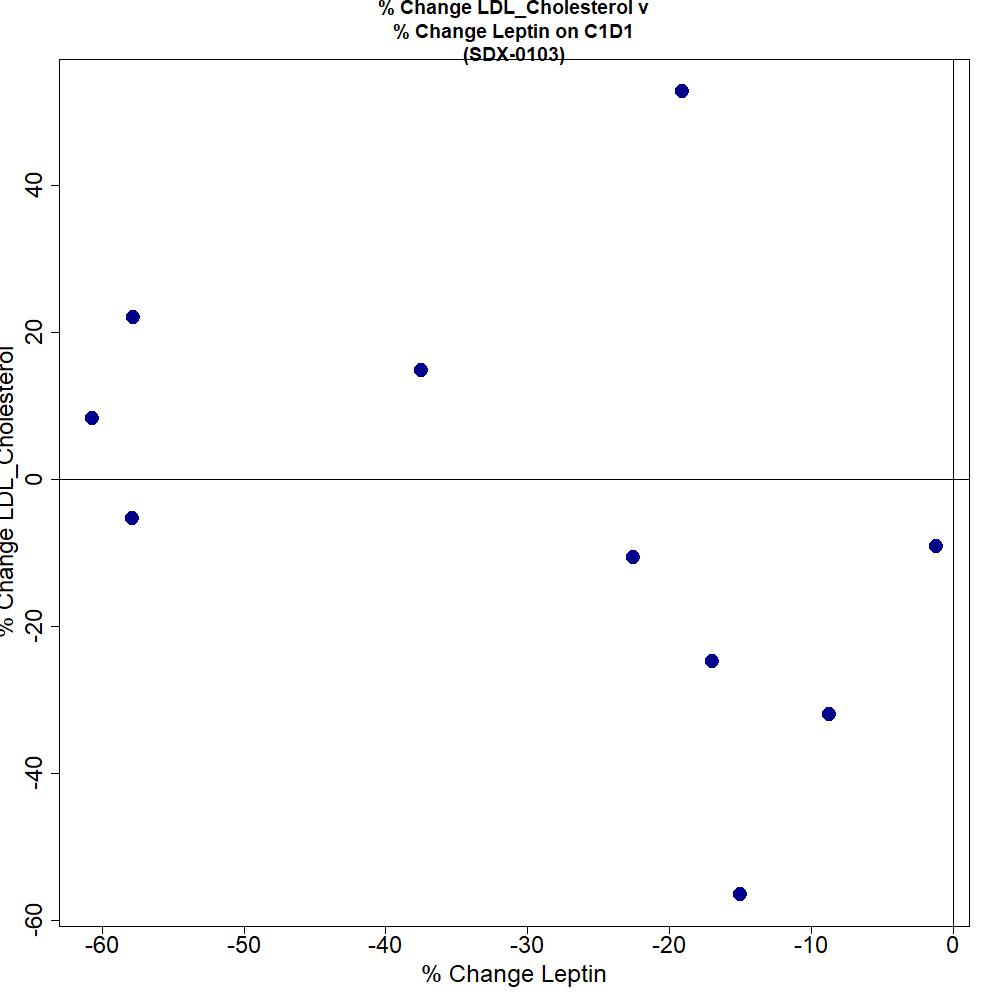 % Change LDL_Cholesterol v
% Change Leptin on C1D1
(SDX-0103)
% Change LDL_Cholesterol
40
20
0
-20
-40
-60
-60
-50
-40
-30
-20
-10
0
% Change Leptin